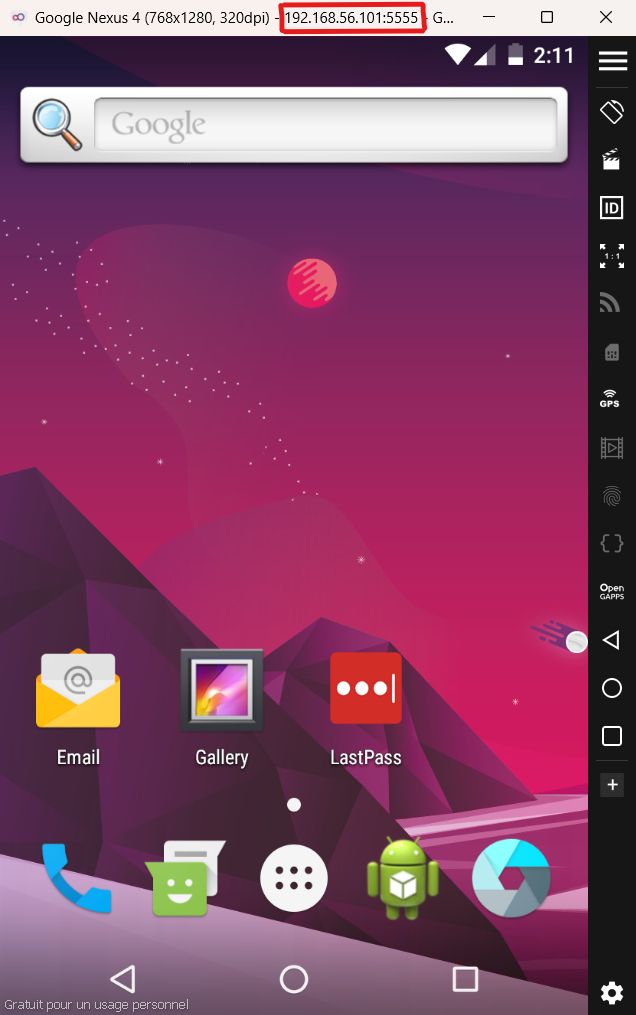 Google Nexus 4 (768x1280, 320dpi) - 192.168.56.101:5555 - G...
2:11
Google
ID
1:1
GPS
{}
Open
GAPPS
@
Email
Gallery
LastPass
Gratuit pour un usage personnel